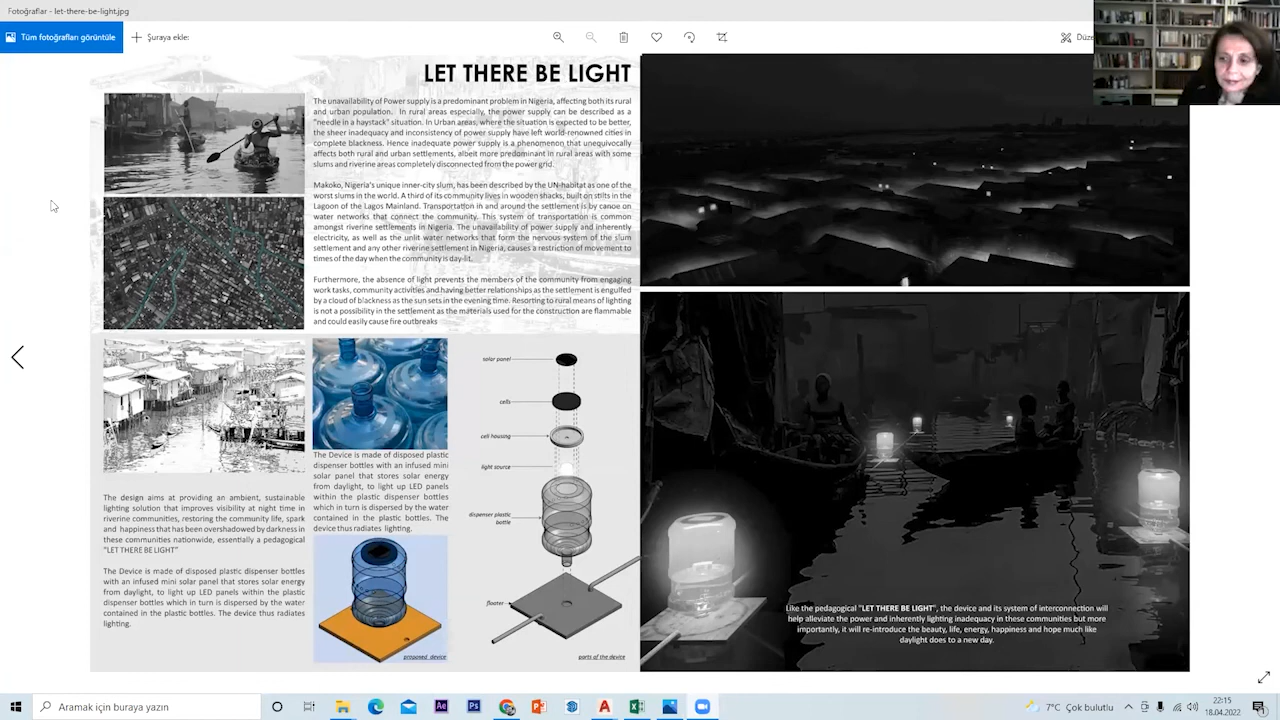 Fotoğraflar - let-there-be-light.jpg
Tüm fotoğrafları görüntüle
Şuraya ekle:
Düze
LET THERE BE LIGHT
The unavailability of Power supply is a predominant problem in Nigeria, affecting both its rural
and urban population. In rural areas especially, the power supply can be described as a
"needle in a haystack" situation. In Urban areas, where the situation is expected to be better,
the sheer inadequacy and inconsistency of power supply have left world-renowned cities in
complete blackness. Hence inadequate power supply is a phenomenon that unequivocally
affects both rural and urban settlements, albeit more predominant in rural areas with some
slums and riverine areas completely disconnected from the power grid.
Makoko, Nigeria's unique inner-city slum, has been described by the UN-habitat as one of the
worst slums in the world. A third of its community lives in wooden shacks, built on stilts in the
Lagoon of the Lagos Mainland. Transportation in and around the settlement is by canoe on
water networks that connect the community. This system of transportation is common
amongst riverine settlements in Nigeria. The unavailability of power supply and inherently
electricity, as well as the unlit water networks that form the nervous system of the slum
settlement and any other riverine settlement in Nigeria, causes a restriction of movement to
times of the day when the community is day-lit.
Furthermore, the absence of light prevents the members of the community from engaging
work tasks, community activities and having better relationships as the settlement is engulfed
by a cloud of blackness as the sun sets in the evening time. Resorting to rural means of lighting
is not a possibility in the settlement as the materials used for the construction are flammable
and could easily cause fire outbreaks
The design aims at providing an ambient, sustainable
lighting solution that improves visibility at night time in
riverine communities, restoring the community life, spark
and happiness that has been overshadowed by darkness in
these communities nationwide, essentially a pedagogical
"LET THERE BE LIGHT"
The Device is made of disposed plastic dispenser bottles
with an infused mini solar panel that stores solar energy
from daylight, to light up LED panels within the plastic
dispenser bottles which in turn is dispersed by the water
contained in the plastic bottles. The device thus radiates
lighting.
The Device is made of disposed plastic
dispenser bottles with an infused mini
solar panel that stores solar energy
from daylight, to light up LED panels
within the plastic dispenser bottles
which in turn is dispersed by the water
contained in the plastic bottles. The
device thus radiates lighting.
proposed device
solar panel
cells
cell housing
light source
dispenser plastic
bottle
floater
parts of the device
Like the pedagogical "LET THERE BE LIGHT", the device and its system of interconnection will
help alleviate the power and inherently lighting inadequacy in these communities but more
importantly, it will re-introduce the beauty, life, energy, happiness and hope much like
daylight does to a new day.
Aramak için buraya yazın
7°C Çok bulutlu
22:15
18.04.2022